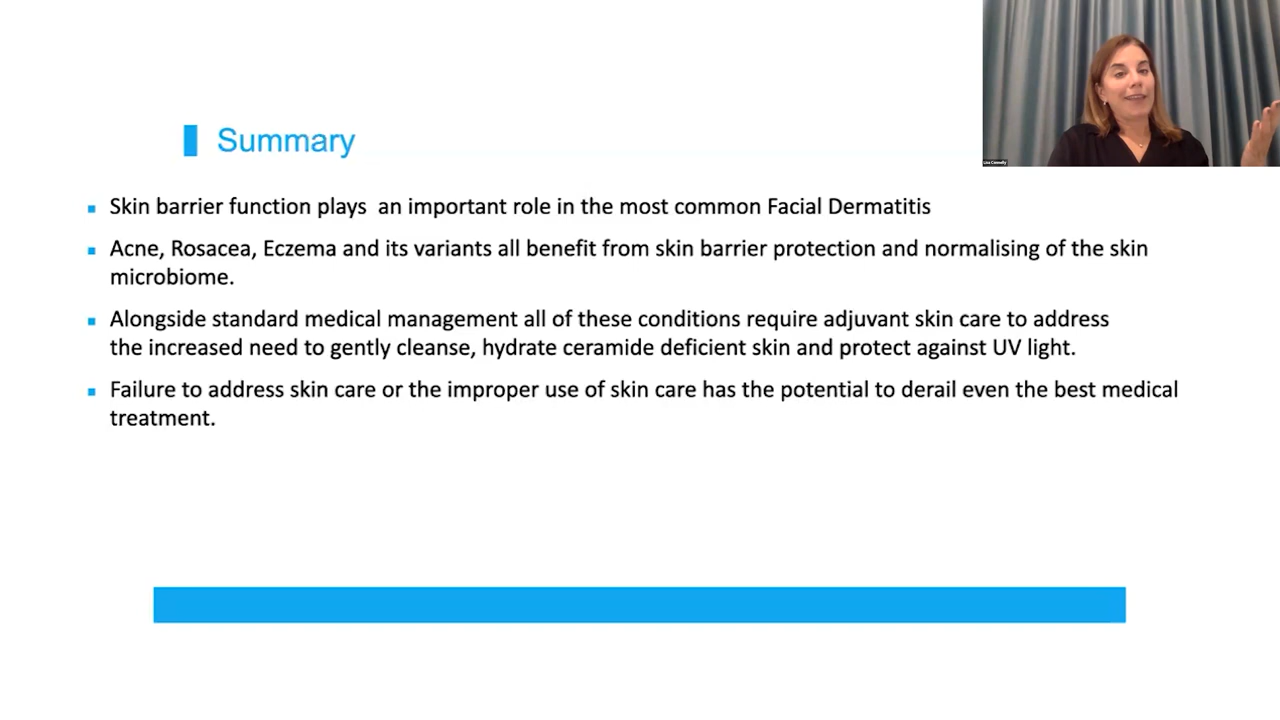 Lisa Connolly
Summary
Skin barrier function plays  an important role in the most common Facial Dermatitis
Acne, Rosacea, Eczema and its variants all benefit from skin barrier protection and normalising of the skin
microbiome.
Alongside standard medical management all of these conditions require adjuvant skin care to address
the increased need to gently cleanse, hydrate ceramide deficient skin and protect against UV light.
Failure to address skin care or the improper use of skin care has the potential to derail even the best medical
treatment.